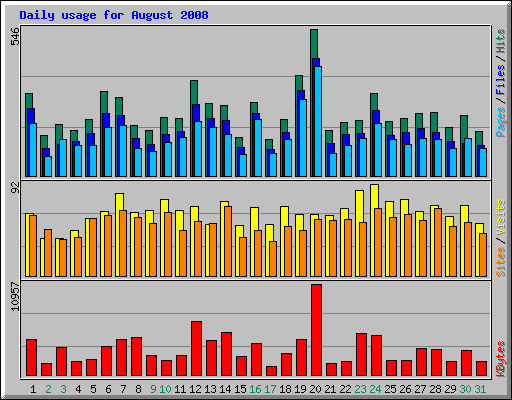 Daily usage for August 2008
546
Pages / Files / Hits
92
Sites / Visits
10957
KBytes
1 2 3 4 5 6 7 8 9 10 11 12 13 14 15 16 17 18 19 20 21 22 23 24 25 26 27 28 29 30 31